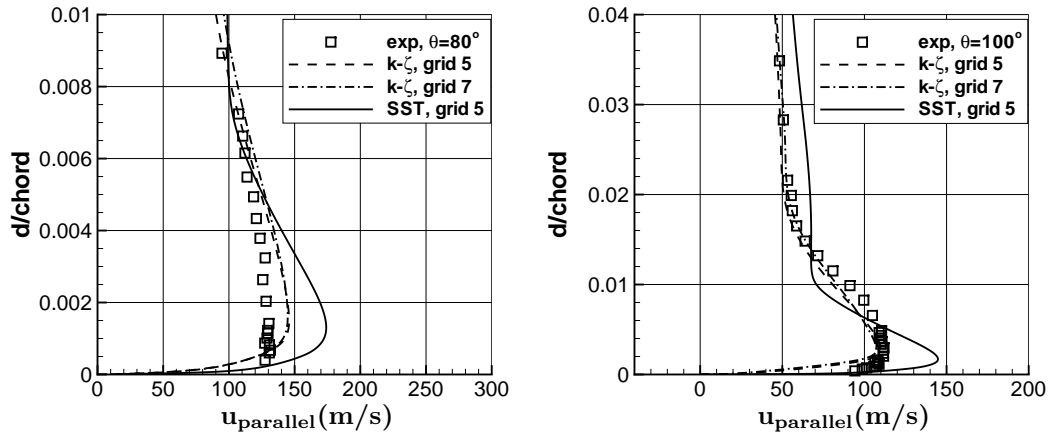 0.01
0.008
0.006
0.004
0.002
0
d/chord
exp, θ=80°
k-ζ, grid 5
k-ζ, grid 7
SST, grid 5
0 50 100 150 200 250 300
u_parallel(m/s)
0.04
0.03
0.02
0.01
0
d/chord
exp, θ=100°
k-ζ, grid 5
k-ζ, grid 7
SST, grid 5
0 50 100 150 200
u_parallel(m/s)